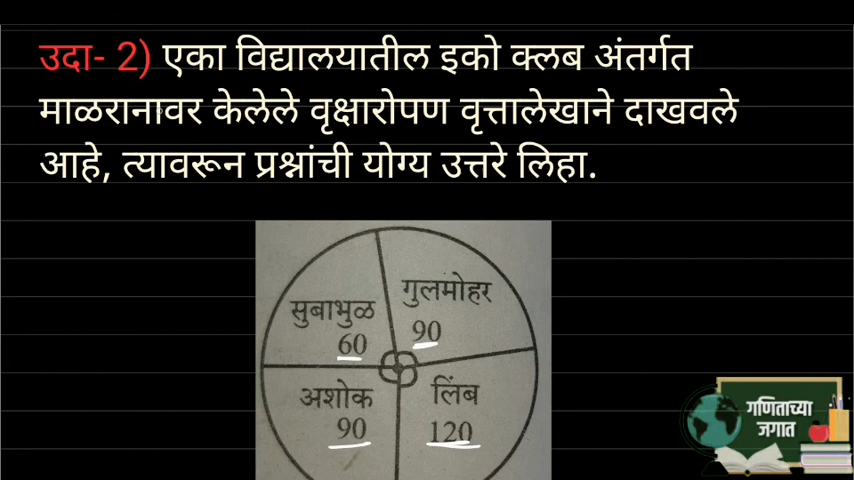 उदा- 2) एका विद्यालयातील इको क्लब अंतर्गत
माळरानावर केलेले वृक्षारोपण वृत्तालेखाने दाखवले
आहे, त्यावरून प्रश्नांची योग्य उत्तरे लिहा.
सुबाभुळ
60
गुलमोहर
90
अशोक
90
लिंब
120
गणिताच्या
जगात